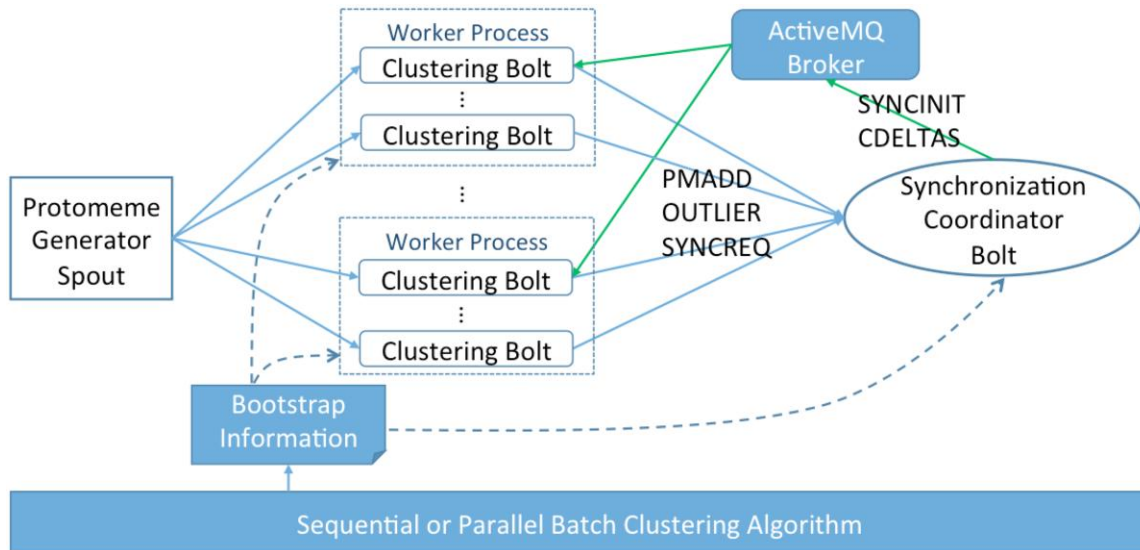 Worker Process
Clustering Bolt
⋮
Clustering Bolt
⋮
Worker Process
Clustering Bolt
⋮
Clustering Bolt
ActiveMQ
Broker
SYNCINIT
CDELTAS
PMADD
OUTLIER
SYNCREQ
Protomeme
Generator
Spout
Synchronization
Coordinator
Bolt
Bootstrap
Information
Sequential or Parallel Batch Clustering Algorithm